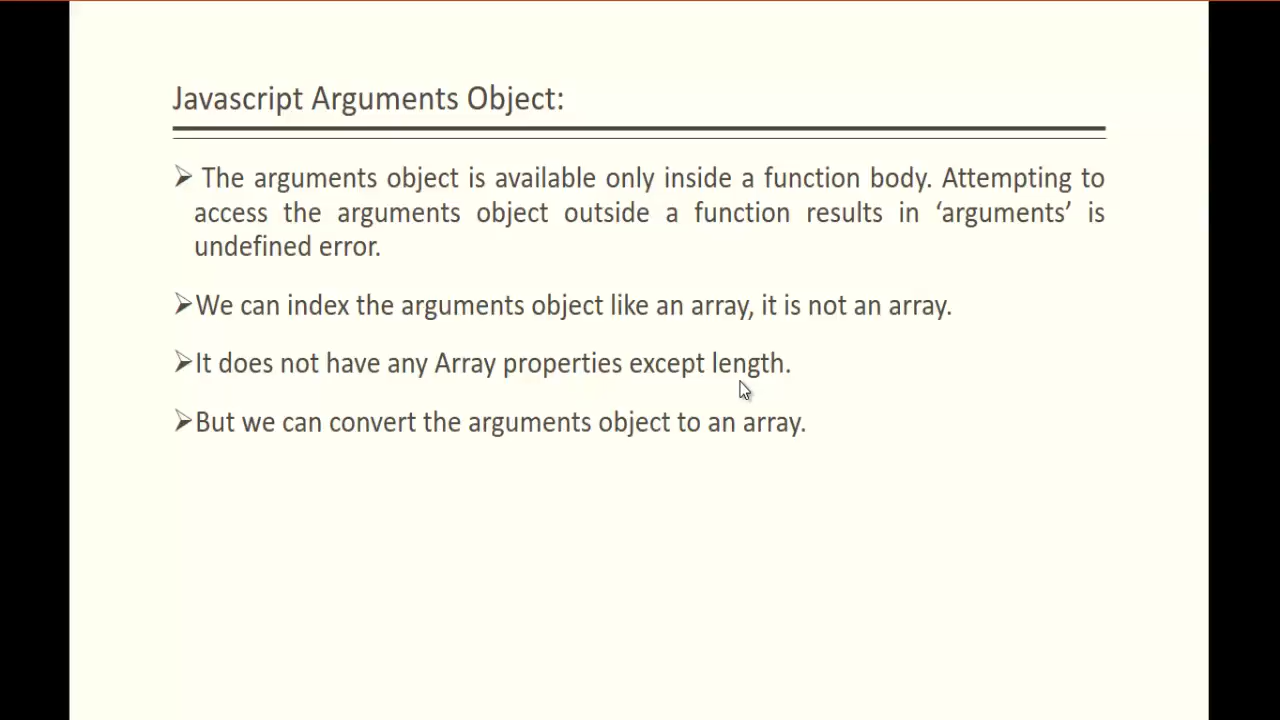 Javascript Arguments Object:
➢ The arguments object is available only inside a function body. Attempting to
access the arguments object outside a function results in ‘arguments’ is
undefined error.
➢We can index the arguments object like an array, it is not an array.
➢It does not have any Array properties except length.
➢But we can convert the arguments object to an array.